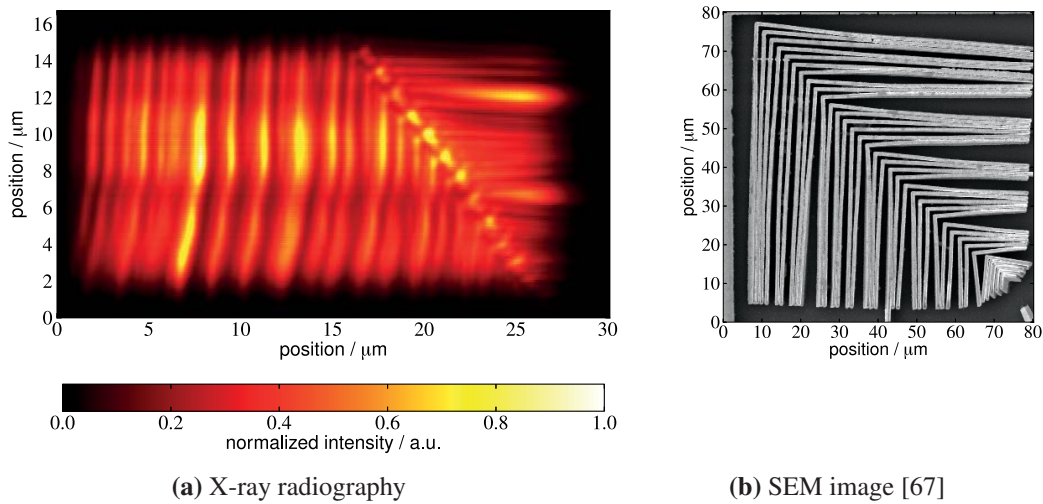 16
14
12
10
8
6
4
2
0
position / μm
0 5 10 15 20 25 30
position / μm
0.0 0.2 0.4 0.6 0.8 1.0
normalized intensity / a.u.
(a) X-ray radiography
80
70
60
50
40
30
20
10
0
position / μm
0 10 20 30 40 50 60 70 80
position / μm
(b) SEM image [67]